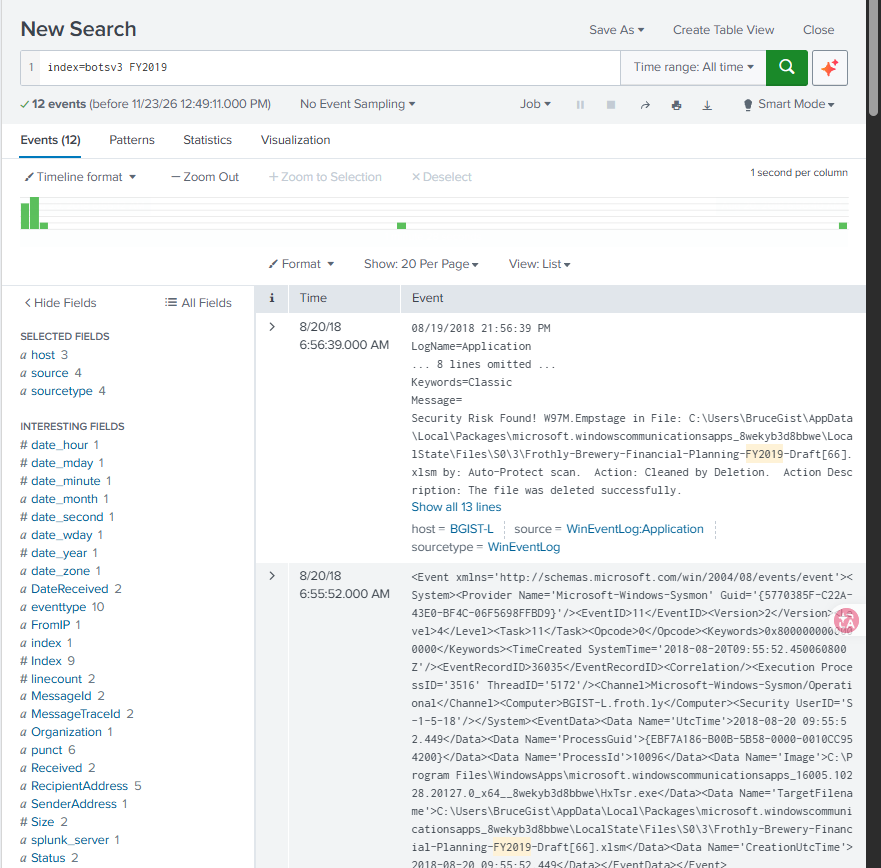 New Search
Save As
Create Table View
Close
1 index=botsv3 FY2019
Time range: All time
12 events (before 11/23/26 12:49:11.000 PM)
No Event Sampling
Job
Smart Mode
Events (12)
Patterns
Statistics
Visualization
Timeline format
— Zoom Out
+ Zoom to Selection
× Deselect
1 second per column
Format
Show: 20 Per Page
View: List
< Hide Fields
All Fields
SELECTED FIELDS
a host 3
a source 4
a sourcetype 4
INTERESTING FIELDS
# date_hour 1
# date_mday 1
# date_minute 1
a date_month 1
# date_second 1
a date_wday 1
# date_year 1
a date_zone 1
a DateReceived 2
a eventtype 10
a FromIP 1
a index 1
# Index 9
# linecount 2
a MessageId 2
a MessageTraceId 2
a Organization 1
a punct 6
a Received 2
a RecipientAddress 5
a SenderAddress 1
# Size 2
a splunk_server 1
a Status 2
i
Time
Event
8/20/18
6:56:39.000 AM
08/19/2018 21:56:39 PM
LogName=Application
... 8 lines omitted ...
Keywords=Classic
Message=
Security Risk Found! W97M.Empstage in File: C:\Users\BruceGist\AppData
\Local\Packages\microsoft.windowscommunicationsapps_8wekyb3d8bbwe\Loca
lState\Files\S0\3\Frothly-Brewery-Financial-Planning-FY2019-Draft[66].
xlsm by: Auto-Protect scan.  Action: Cleaned by Deletion.  Action Desc
ription: The file was deleted successfully.
Show all 13 lines
host = BGIST-L
source = WinEventLog:Application
sourcetype = WinEventLog
8/20/18
6:55:52.000 AM
<Event xmlns='http://schemas.microsoft.com/win/2004/08/events/event'><
System><Provider Name='Microsoft-Windows-Sysmon' Guid='{5770385F-C22A-
43E0-BF4C-06F5698FFBD9}'/><EventID>11</EventID><Version>2</Version>
vel>4</Level><Task>11</Task><Opcode>0</Opcode><Keywords>
0000</Keywords><TimeCreated SystemTime='2018-08-20T09:55:52.450060800
Z'/><EventRecordID>36035</EventRecordID><Correlation/><Execution Proce
ssID='3516' ThreadID='5172'/><Channel>Microsoft-Windows-Sysmon/Operati
onal</Channel><Computer>BGIST-L.froth.ly</Computer><Security UserID='S
-1-5-18'/></System><EventData><Data Name='UtcTime'>2018-08-20 09:55:5
2.449</Data><Data Name='ProcessGuid'>{EBF7A186-B00B-5B58-0000-0010CC95
4200}</Data><Data Name='ProcessId'>10096</Data><Data Name='Image'>C:\P
rogram Files\WindowsApps\microsoft.windowscommunicationsapps_16005.102
28.20127.0_x64__8wekyb3d8bbwe\HxTsr.exe</Data><Data Name='TargetFilena
me'>C:\Users\BruceGist\AppData\Local\Packages\microsoft.windowscommuni
cationsapps_8wekyb3d8bbwe\LocalState\Files\S0\3\Frothly-Brewery-Financ
ial-Planning-FY2019-Draft[66].xlsm</Data><Data Name='CreationUtcTime'>
2018-08-20 09:55:52.449</Data></EventData></Event>